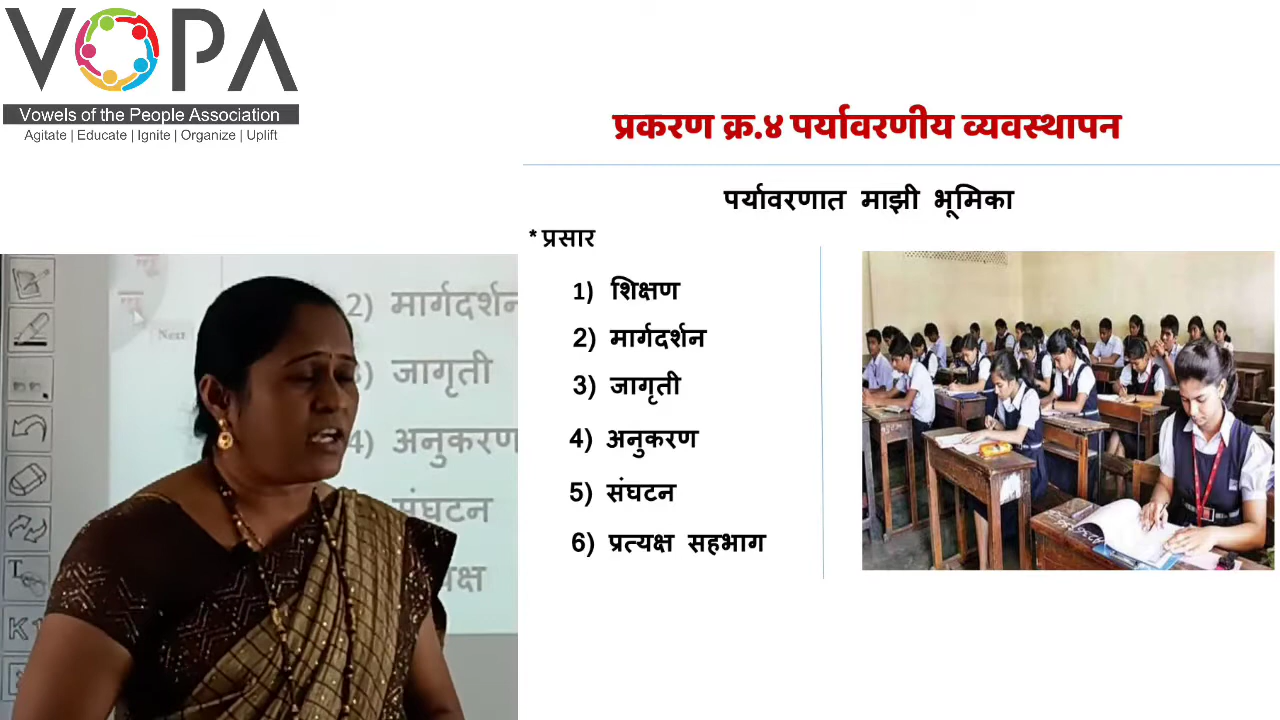 VOPA
Vowels of the People Association
Agitate | Educate | Ignite | Organize | Uplift
प्रकरण क्र.४ पर्यावरणीय व्यवस्थापन
पर्यावरणात माझी भूमिका
* प्रसार
1) शिक्षण
2) मार्गदर्शन
3) जागृती
4) अनुकरण
5) संघटन
6) प्रत्यक्ष सहभाग
Next
2) मार्गदर्शन
) जागृती
4) अनुकरण
संघटन
K1